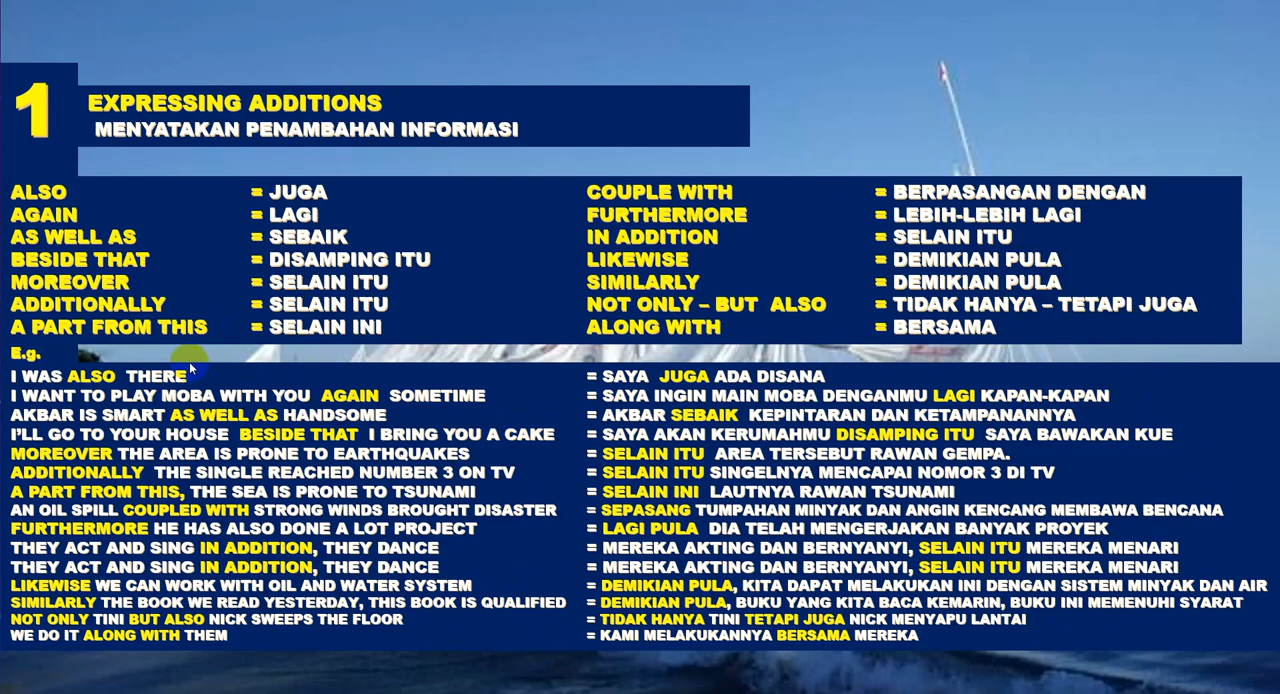 1
EXPRESSING ADDITIONS
MENYATAKAN PENAMBAHAN INFORMASI
ALSO = JUGA
AGAIN = LAGI
AS WELL AS = SEBAIK
BESIDE THAT = DISAMPING ITU
MOREOVER = SELAIN ITU
ADDITIONALLY = SELAIN ITU
A PART FROM THIS = SELAIN INI
COUPLE WITH = BERPASANGAN DENGAN
FURTHERMORE = LEBIH-LEBIH LAGI
IN ADDITION = SELAIN ITU
LIKEWISE = DEMIKIAN PULA
SIMILARLY = DEMIKIAN PULA
NOT ONLY – BUT ALSO = TIDAK HANYA – TETAPI JUGA
ALONG WITH = BERSAMA
E.g.
I WAS ALSO THERE = SAYA JUGA ADA DISANA
I WANT TO PLAY MOBA WITH YOU AGAIN SOMETIME = SAYA INGIN MAIN MOBA DENGANMU LAGI KAPAN-KAPAN
AKBAR IS SMART AS WELL AS HANDSOME = AKBAR SEBAIK KEPINTARAN DAN KETAMPANANNYA
I'LL GO TO YOUR HOUSE BESIDE THAT I BRING YOU A CAKE = SAYA AKAN KERUMAHMU DISAMPING ITU SAYA BAWAKAN KUE
MOREOVER THE AREA IS PRONE TO EARTHQUAKES = SELAIN ITU AREA TERSEBUT RAWAN GEMPA.
ADDITIONALLY THE SINGLE REACHED NUMBER 3 ON TV = SELAIN ITU SINGELNYA MENCAPAI NOMOR 3 DI TV
A PART FROM THIS, THE SEA IS PRONE TO TSUNAMI = SELAIN INI LAUTNYA RAWAN TSUNAMI
AN OIL SPILL COUPLED WITH STRONG WINDS BROUGHT DISASTER = SEPASANG TUMPAHAN MINYAK DAN ANGIN KENCANG MEMBAWA BENCANA
FURTHERMORE HE HAS ALSO DONE A LOT PROJECT = LAGI PULA DIA TELAH MENGERJAKAN BANYAK PROYEK
THEY ACT AND SING IN ADDITION, THEY DANCE = MEREKA AKTING DAN BERNYANYI, SELAIN ITU MEREKA MENARI
THEY ACT AND SING IN ADDITION, THEY DANCE = MEREKA AKTING DAN BERNYANYI, SELAIN ITU MEREKA MENARI
LIKEWISE WE CAN WORK WITH OIL AND WATER SYSTEM = DEMIKIAN PULA, KITA DAPAT MELAKUKAN INI DENGAN SISTEM MINYAK DAN AIR
SIMILARLY THE BOOK WE READ YESTERDAY, THIS BOOK IS QUALIFIED = DEMIKIAN PULA, BUKU YANG KITA BACA KEMARIN, BUKU INI MEMENUHI SYARAT
NOT ONLY TINI BUT ALSO NICK SWEEPS THE FLOOR = TIDAK HANYA TINI TETAPI JUGA NICK MENYAPU LANTAI
WE DO IT ALONG WITH THEM = KAMI MELAKUKANNYA BERSAMA MEREKA